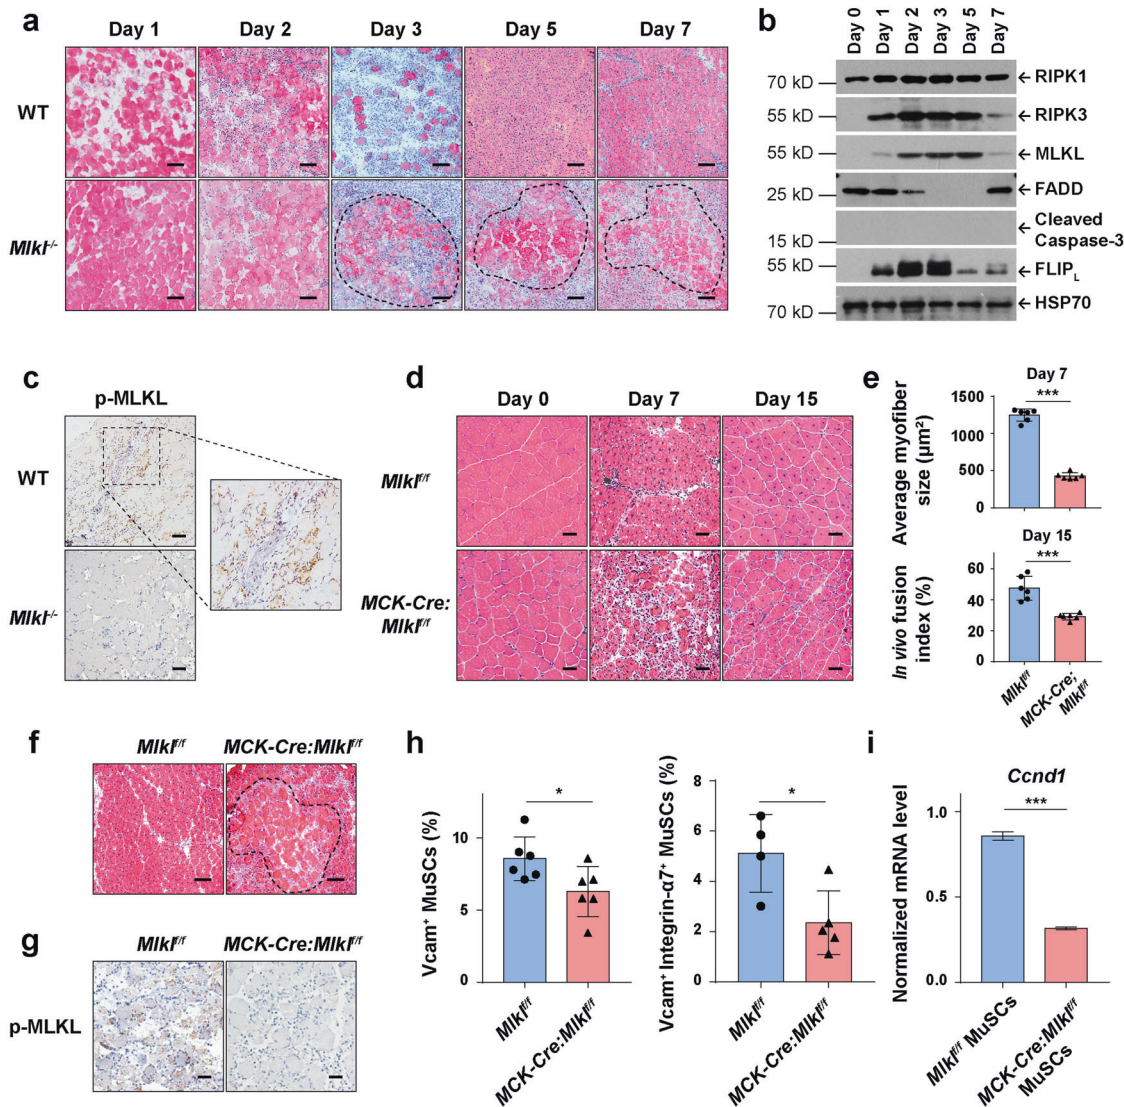 a
Day 1 Day 2 Day 3 Day 5 Day 7
WT
Mlkl-/-
b
Day 0 Day 1 Day 2 Day 3 Day 5 Day 7
70 kD RIPK1
55 kD RIPK3
55 kD MLKL
25 kD FADD
15 kD Cleaved
Caspase-3
55 kD FLIPL
70 kD HSP70
c
p-MLKL
WT
Mlkl-/-
d
Day 0 Day 7 Day 15
Mlklf/f
MCK-Cre:
Mlklf/f
e
Day 7
***
1500
1000
500
0
Average myofiber
size (µm²)
Day 15
***
60
40
20
0
In vivo fusion
index (%)
Mlklf/f
MCK-Cre;
Mlklf/f
f
Mlklf/f MCK-Cre:Mlklf/f
g
Mlklf/f MCK-Cre:Mlklf/f
p-MLKL
h
Vcam+ MuSCs (%)
*
10
5
0
Mlklf/f
MCK-Cre:Mlklf/f
Vcam+ Integrin-α7+ MuSCs (%)
*
8
6
4
2
0
Mlklf/f
MCK-Cre:Mlklf/f
i
Ccnd1
***
Normalized mRNA level
1.0
0.5
0.0
Mlklf/f MuSCs
MCK-Cre:Mlklf/f
MuSCs